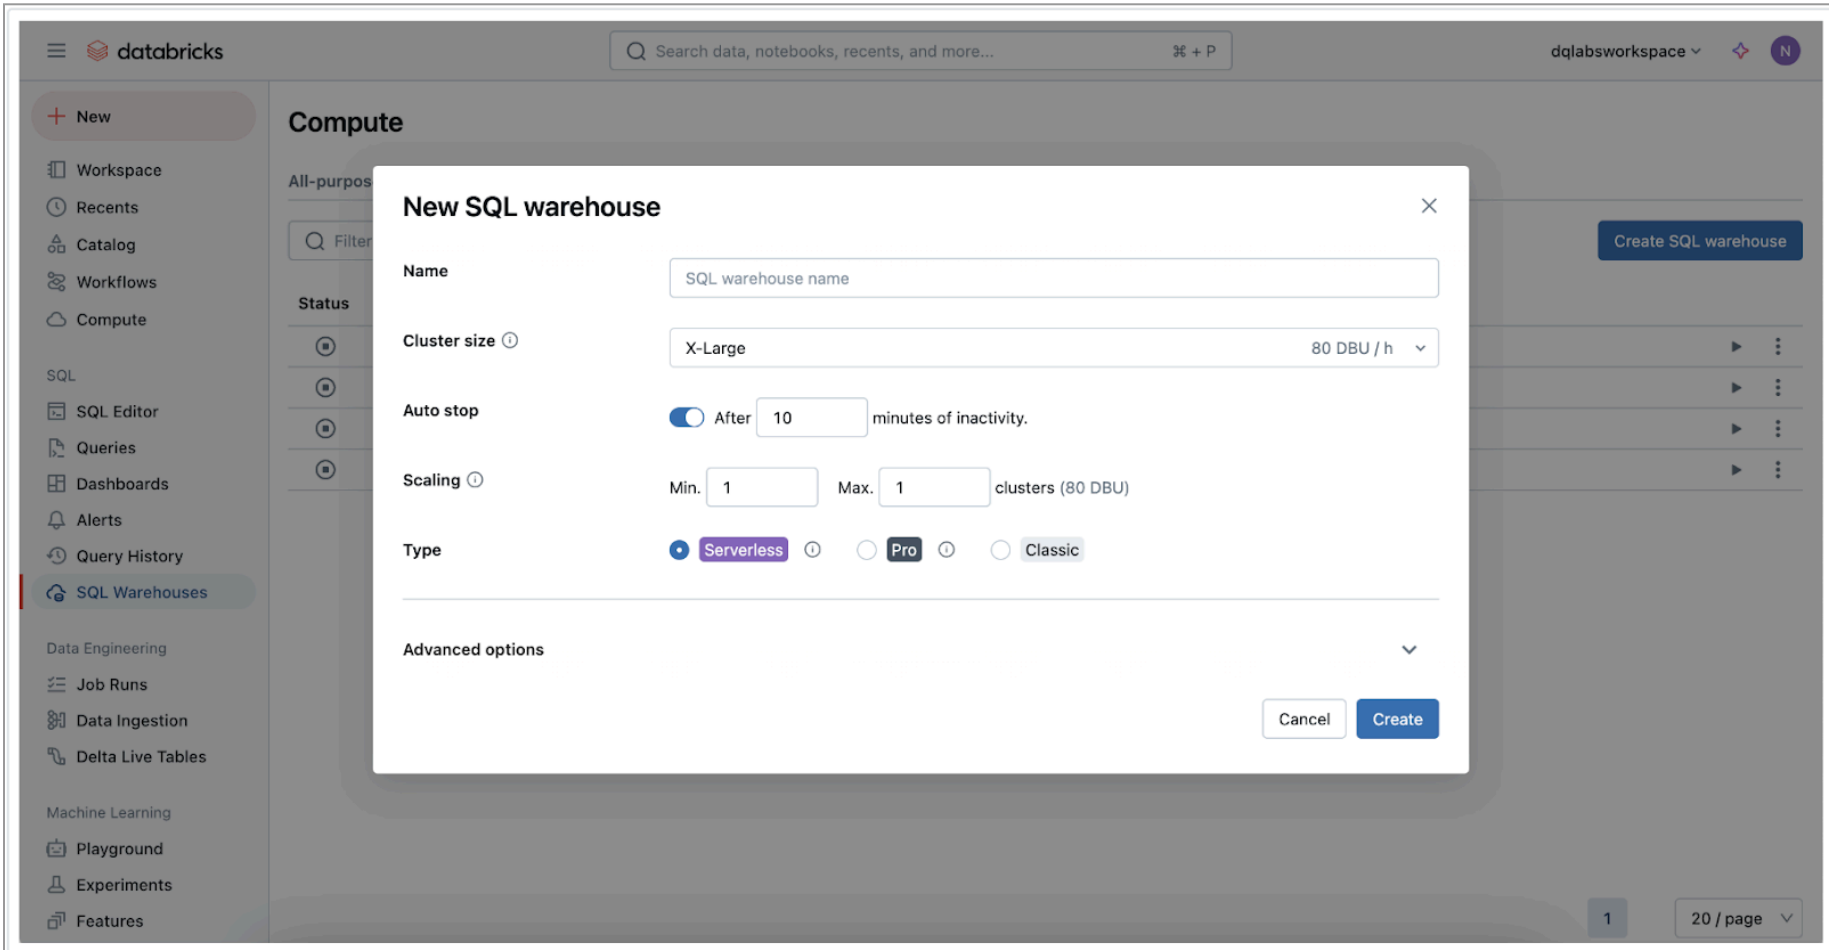 databricks
Search data, notebooks, recents, and more...
⌘ + P
dqlabsworkspace
N
New
Workspace
Recents
Catalog
Workflows
Compute
SQL
SQL Editor
Queries
Dashboards
Alerts
Query History
SQL Warehouses
Data Engineering
Job Runs
Data Ingestion
Delta Live Tables
Machine Learning
Playground
Experiments
Features
Compute
All-purpos
Filter
Create SQL warehouse
Status
New SQL warehouse
Name
SQL warehouse name
Cluster size
X-Large 80 DBU / h
Auto stop
After 10 minutes of inactivity.
Scaling
Min. 1 Max. 1 clusters (80 DBU)
Type
Serverless Pro Classic
Advanced options
Cancel Create
1 20 / page